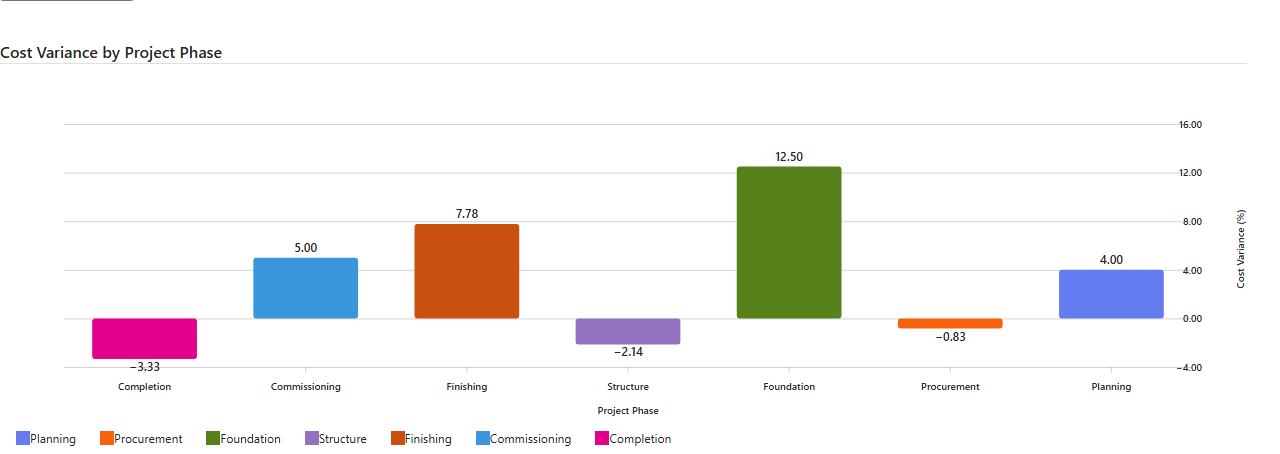 Cost Variance by Project Phase
16.00
12.50
12.00
7.78
8.00
5.00
4.00
4.00
0.00
−0.83
−2.14
−3.33
−4.00
Cost Variance (%)
Completion Commissioning Finishing Structure Foundation Procurement Planning
Project Phase
Planning Procurement Foundation Structure Finishing Commissioning Completion